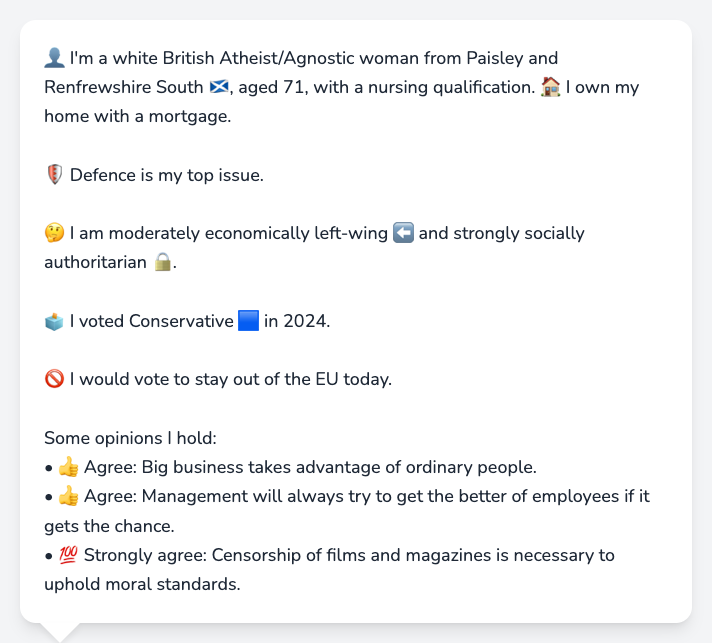 👤 I'm a white British Atheist/Agnostic woman from Paisley and
Renfrewshire South 🏴󠁧󠁢󠁳󠁣󠁴󠁿, aged 71, with a nursing qualification. 🏠 I own my
home with a mortgage.
🛡️ Defence is my top issue.
🤔 I am moderately economically left-wing ⬅️ and strongly socially
authoritarian 🔒.
🗳️ I voted Conservative 🟦 in 2024.
🚫 I would vote to stay out of the EU today.
Some opinions I hold:
• 👍 Agree: Big business takes advantage of ordinary people.
• 👍 Agree: Management will always try to get the better of employees if it
gets the chance.
• 💯 Strongly agree: Censorship of films and magazines is necessary to
uphold moral standards.